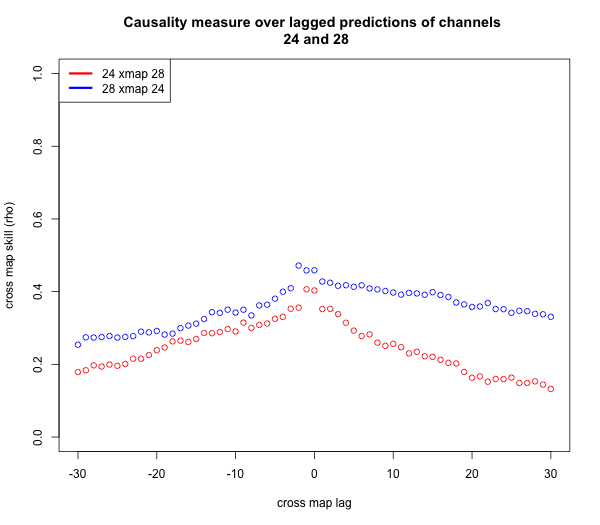 Causality measure over lagged predictions of channels
24 and 28
24 xmap 28
28 xmap 24
cross map skill (rho)
1.0
0.8
0.6
0.4
0.2
0.0
-30 -20 -10 0 10 20 30
cross map lag